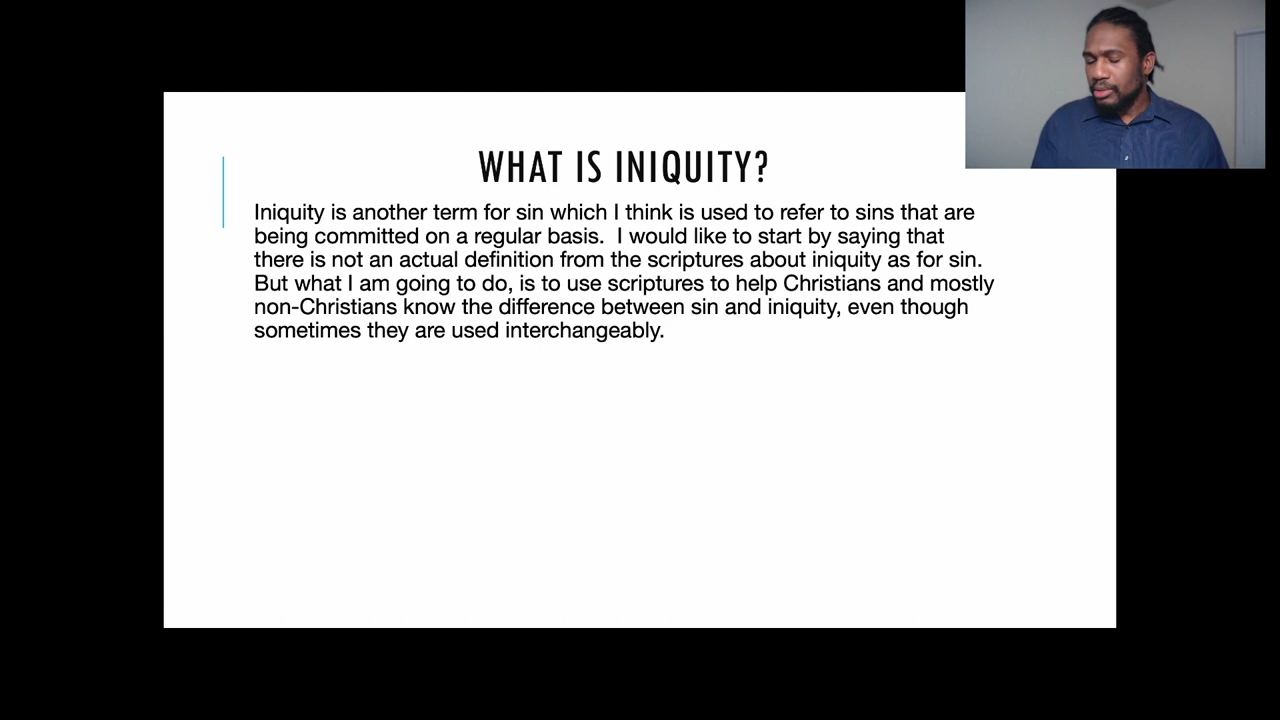 WHAT IS INIQUITY?
Iniquity is another term for sin which I think is used to refer to sins that are
being committed on a regular basis.  I would like to start by saying that
there is not an actual definition from the scriptures about iniquity as for sin.
But what I am going to do, is to use scriptures to help Christians and mostly
non-Christians know the difference between sin and iniquity, even though
sometimes they are used interchangeably.